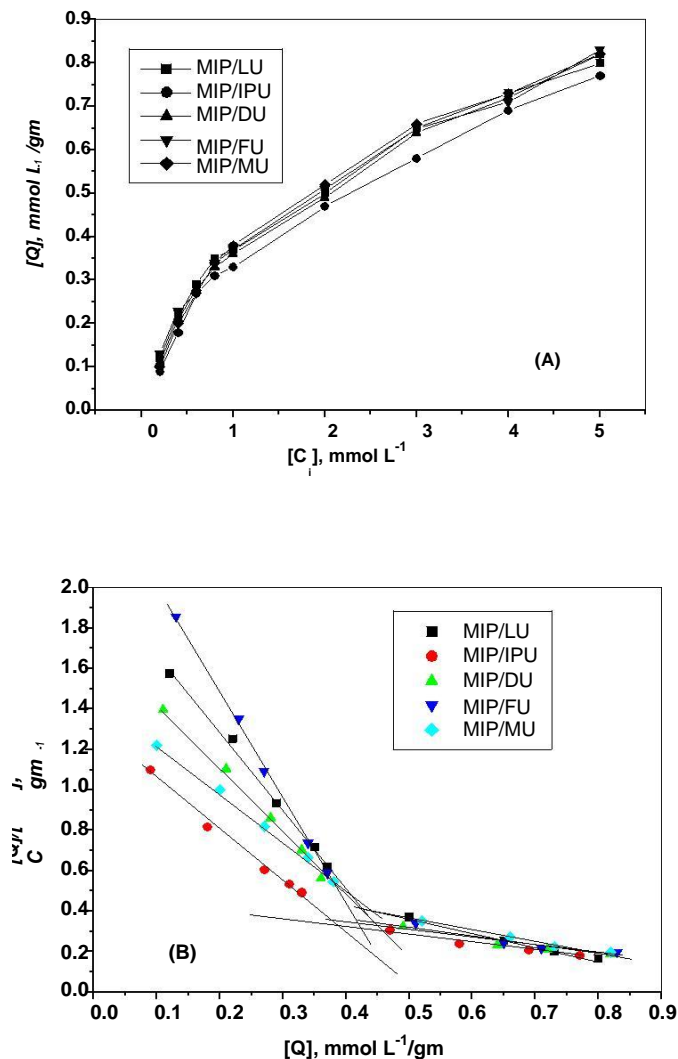 0.9
0.8
0.7
0.6
0.5
0.4
0.3
0.2
0.1
0.0
[Q], mmol L-1 /gm
MIP/LU
MIP/IPU
MIP/DU
MIP/FU
MIP/MU
(A)
0 1 2 3 4 5
[C i], mmol L-1
2.0
1.8
1.6
1.4
1.2
1.0
0.8
0.6
0.4
0.2
0.0
gm -1
C
MIP/LU
MIP/IPU
MIP/DU
MIP/FU
MIP/MU
(B)
0.0 0.1 0.2 0.3 0.4 0.5 0.6 0.7 0.8 0.9
[Q], mmol L-1/gm